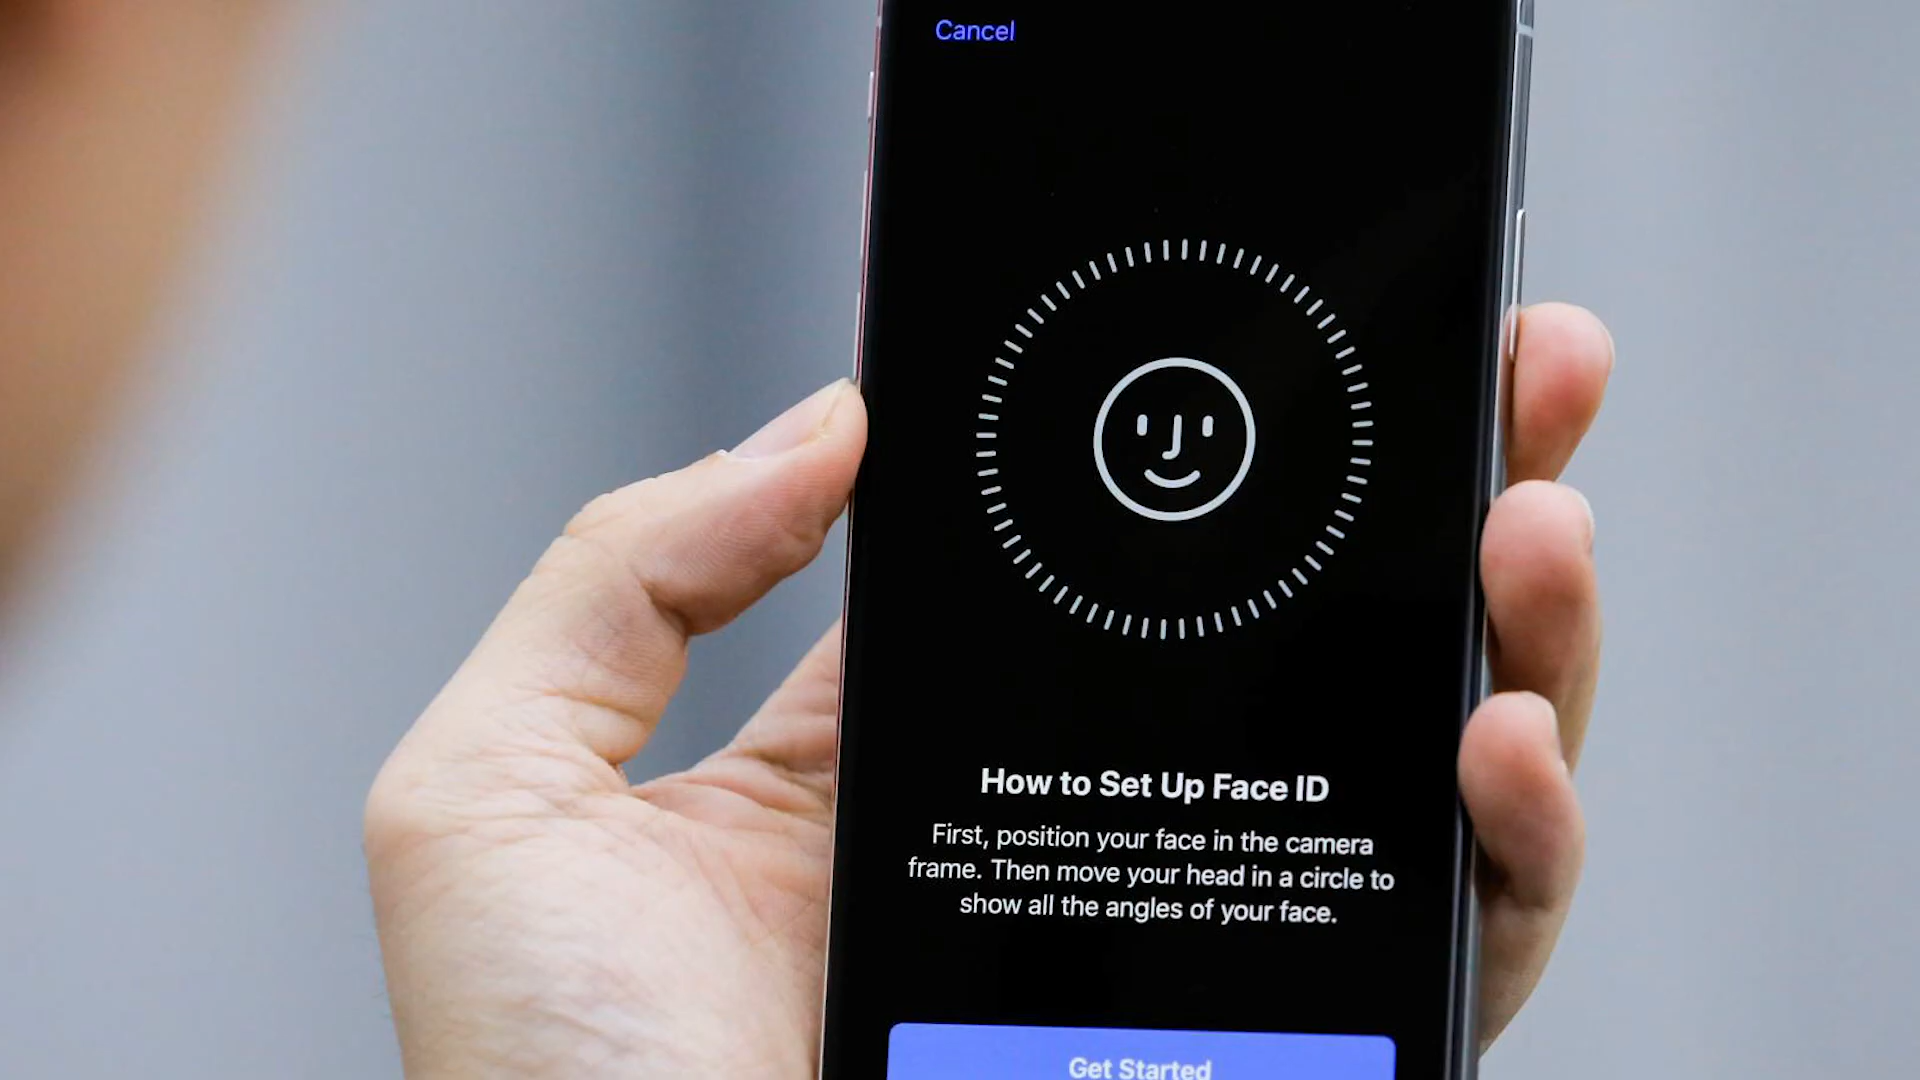 Cancel
How to Set Up Face ID
First, position your face in the camera
frame. Then move your head in a circle to
show all the angles of your face.
Get Started